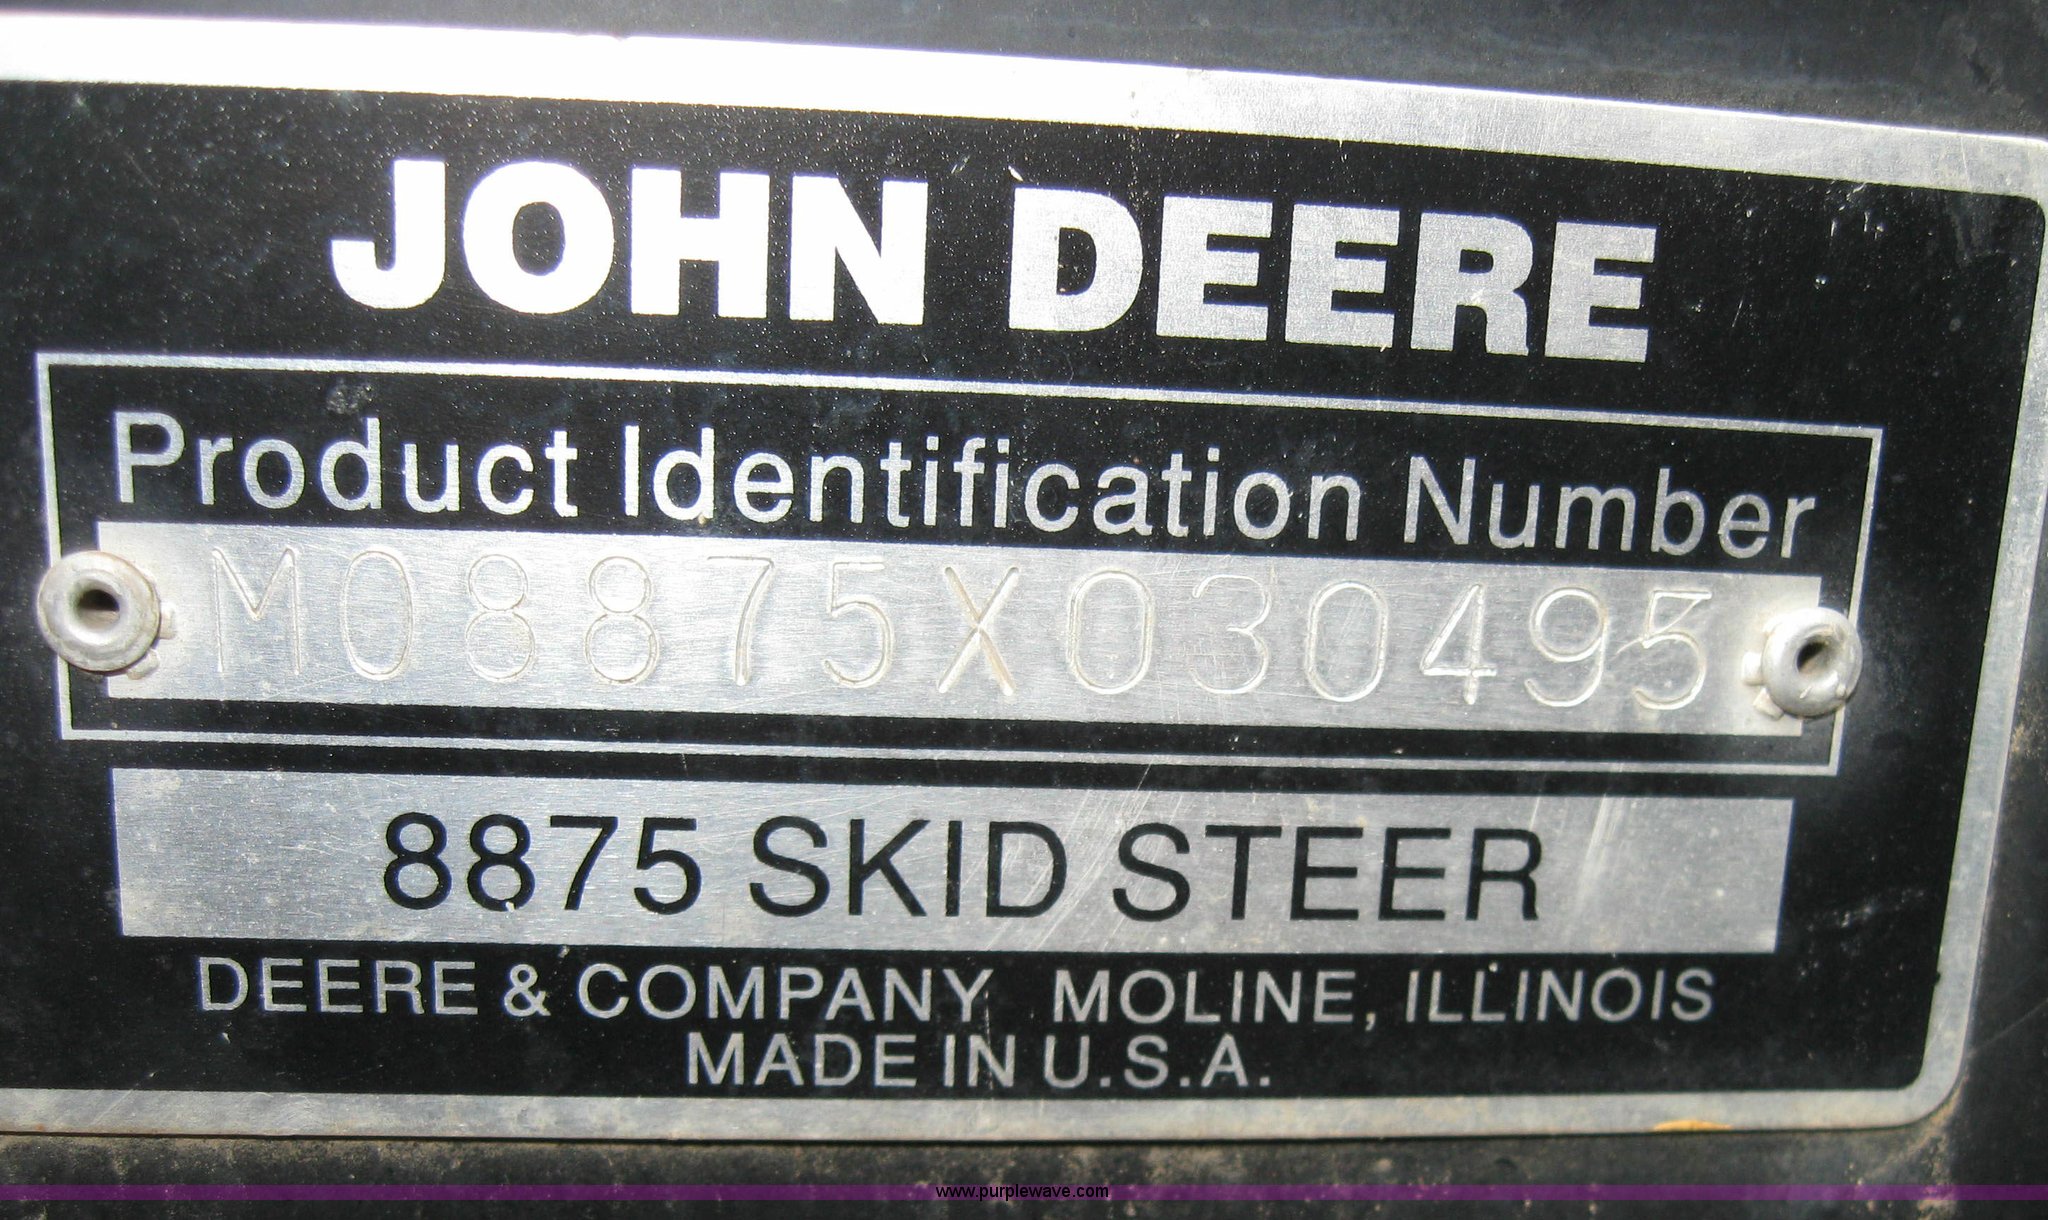 JOHN DEERE
Product Identification Number
M08875X030495
8875 SKID STEER
DEERE & COMPANY MOLINE, ILLINOIS
MADE IN U.S.A.
www.purplewave.com